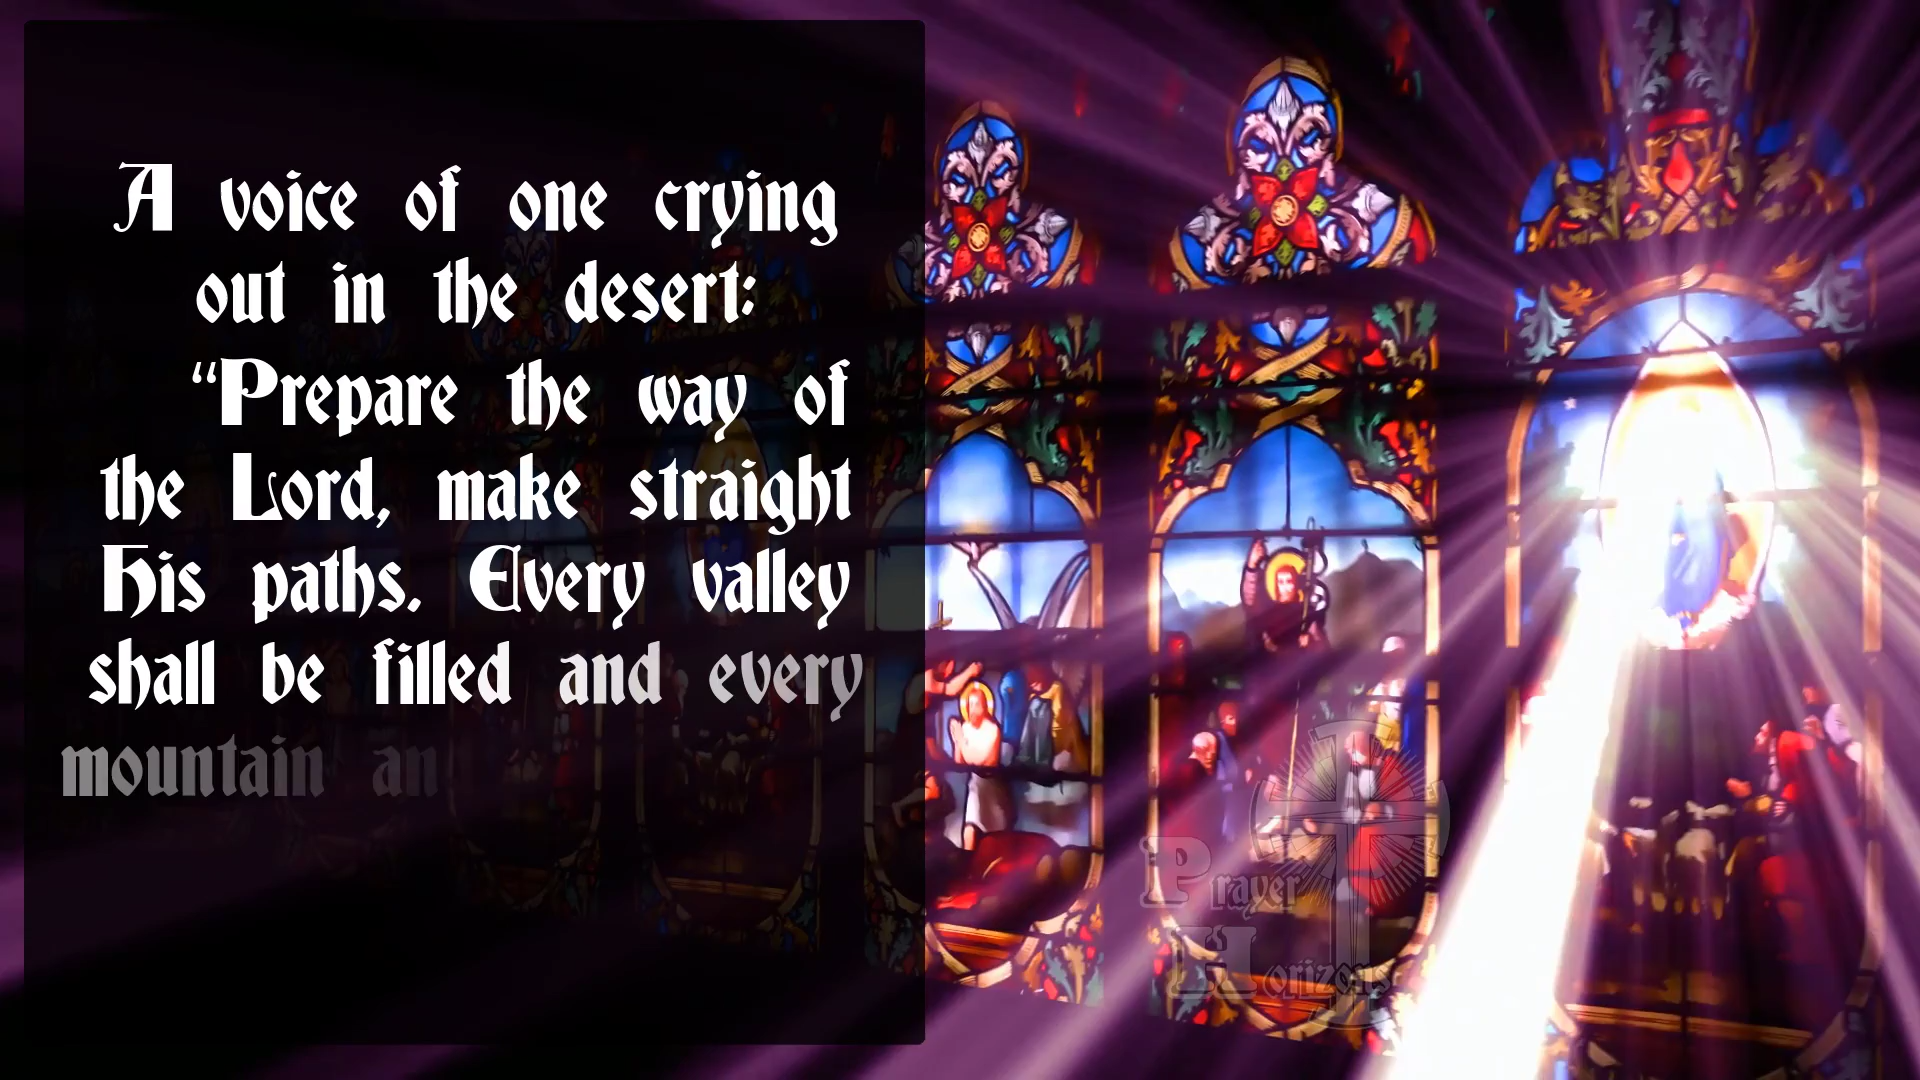 A voice of one crying
out in the desert:
“Prepare the way of
the Lord, make straight
His paths. Every valley
shall be filled and every
mountain an
Prayer
Horizons